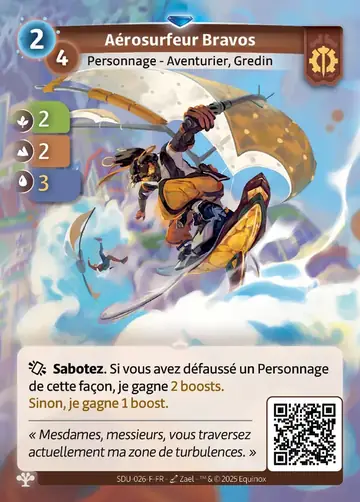 2
4
Aérosurfeur Bravos
Personnage - Aventurier, Gredin
2
2
3
Sabotez. Si vous avez défaussé un Personnage
de cette façon, je gagne 2 boosts.
Sinon, je gagne 1 boost.
« Mesdames, messieurs, vous traversez
actuellement ma zone de turbulences. »
SDU-026-F-FR - Zael - ™ & © 2025 Equinox